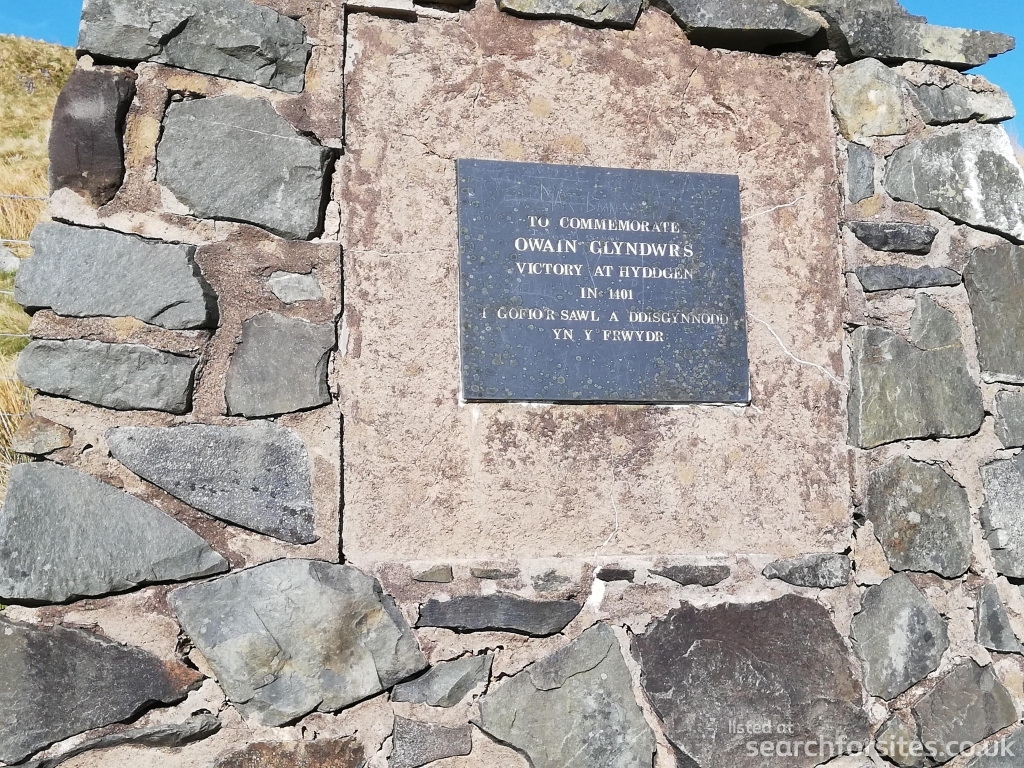 TO COMMEMORATE
OWAIN GLYNDWRS
VICTORY AT HYDDGEN
IN 1401
I GOFIO'R SAWL A DDISGYNNODD
YN Y FRWYDR
listed at
searchforsites.co.uk